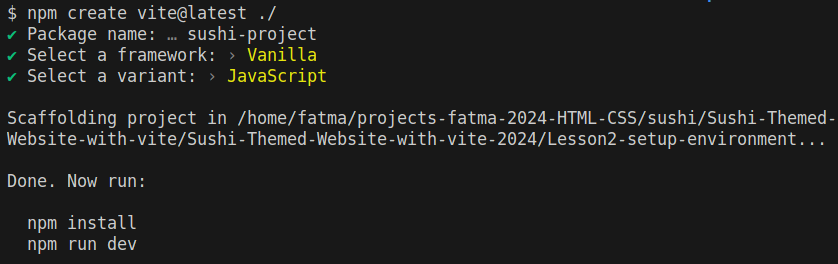 $ npm create vite@latest ./
✔ Package name: … sushi-project
✔ Select a framework: › Vanilla
✔ Select a variant: › JavaScript
Scaffolding project in /home/fatma/projects-fatma-2024-HTML-CSS/sushi/Sushi-Themed-
Website-with-vite/Sushi-Themed-Website-with-vite-2024/Lesson2-setup-environment...
Done. Now run:
npm install
npm run dev